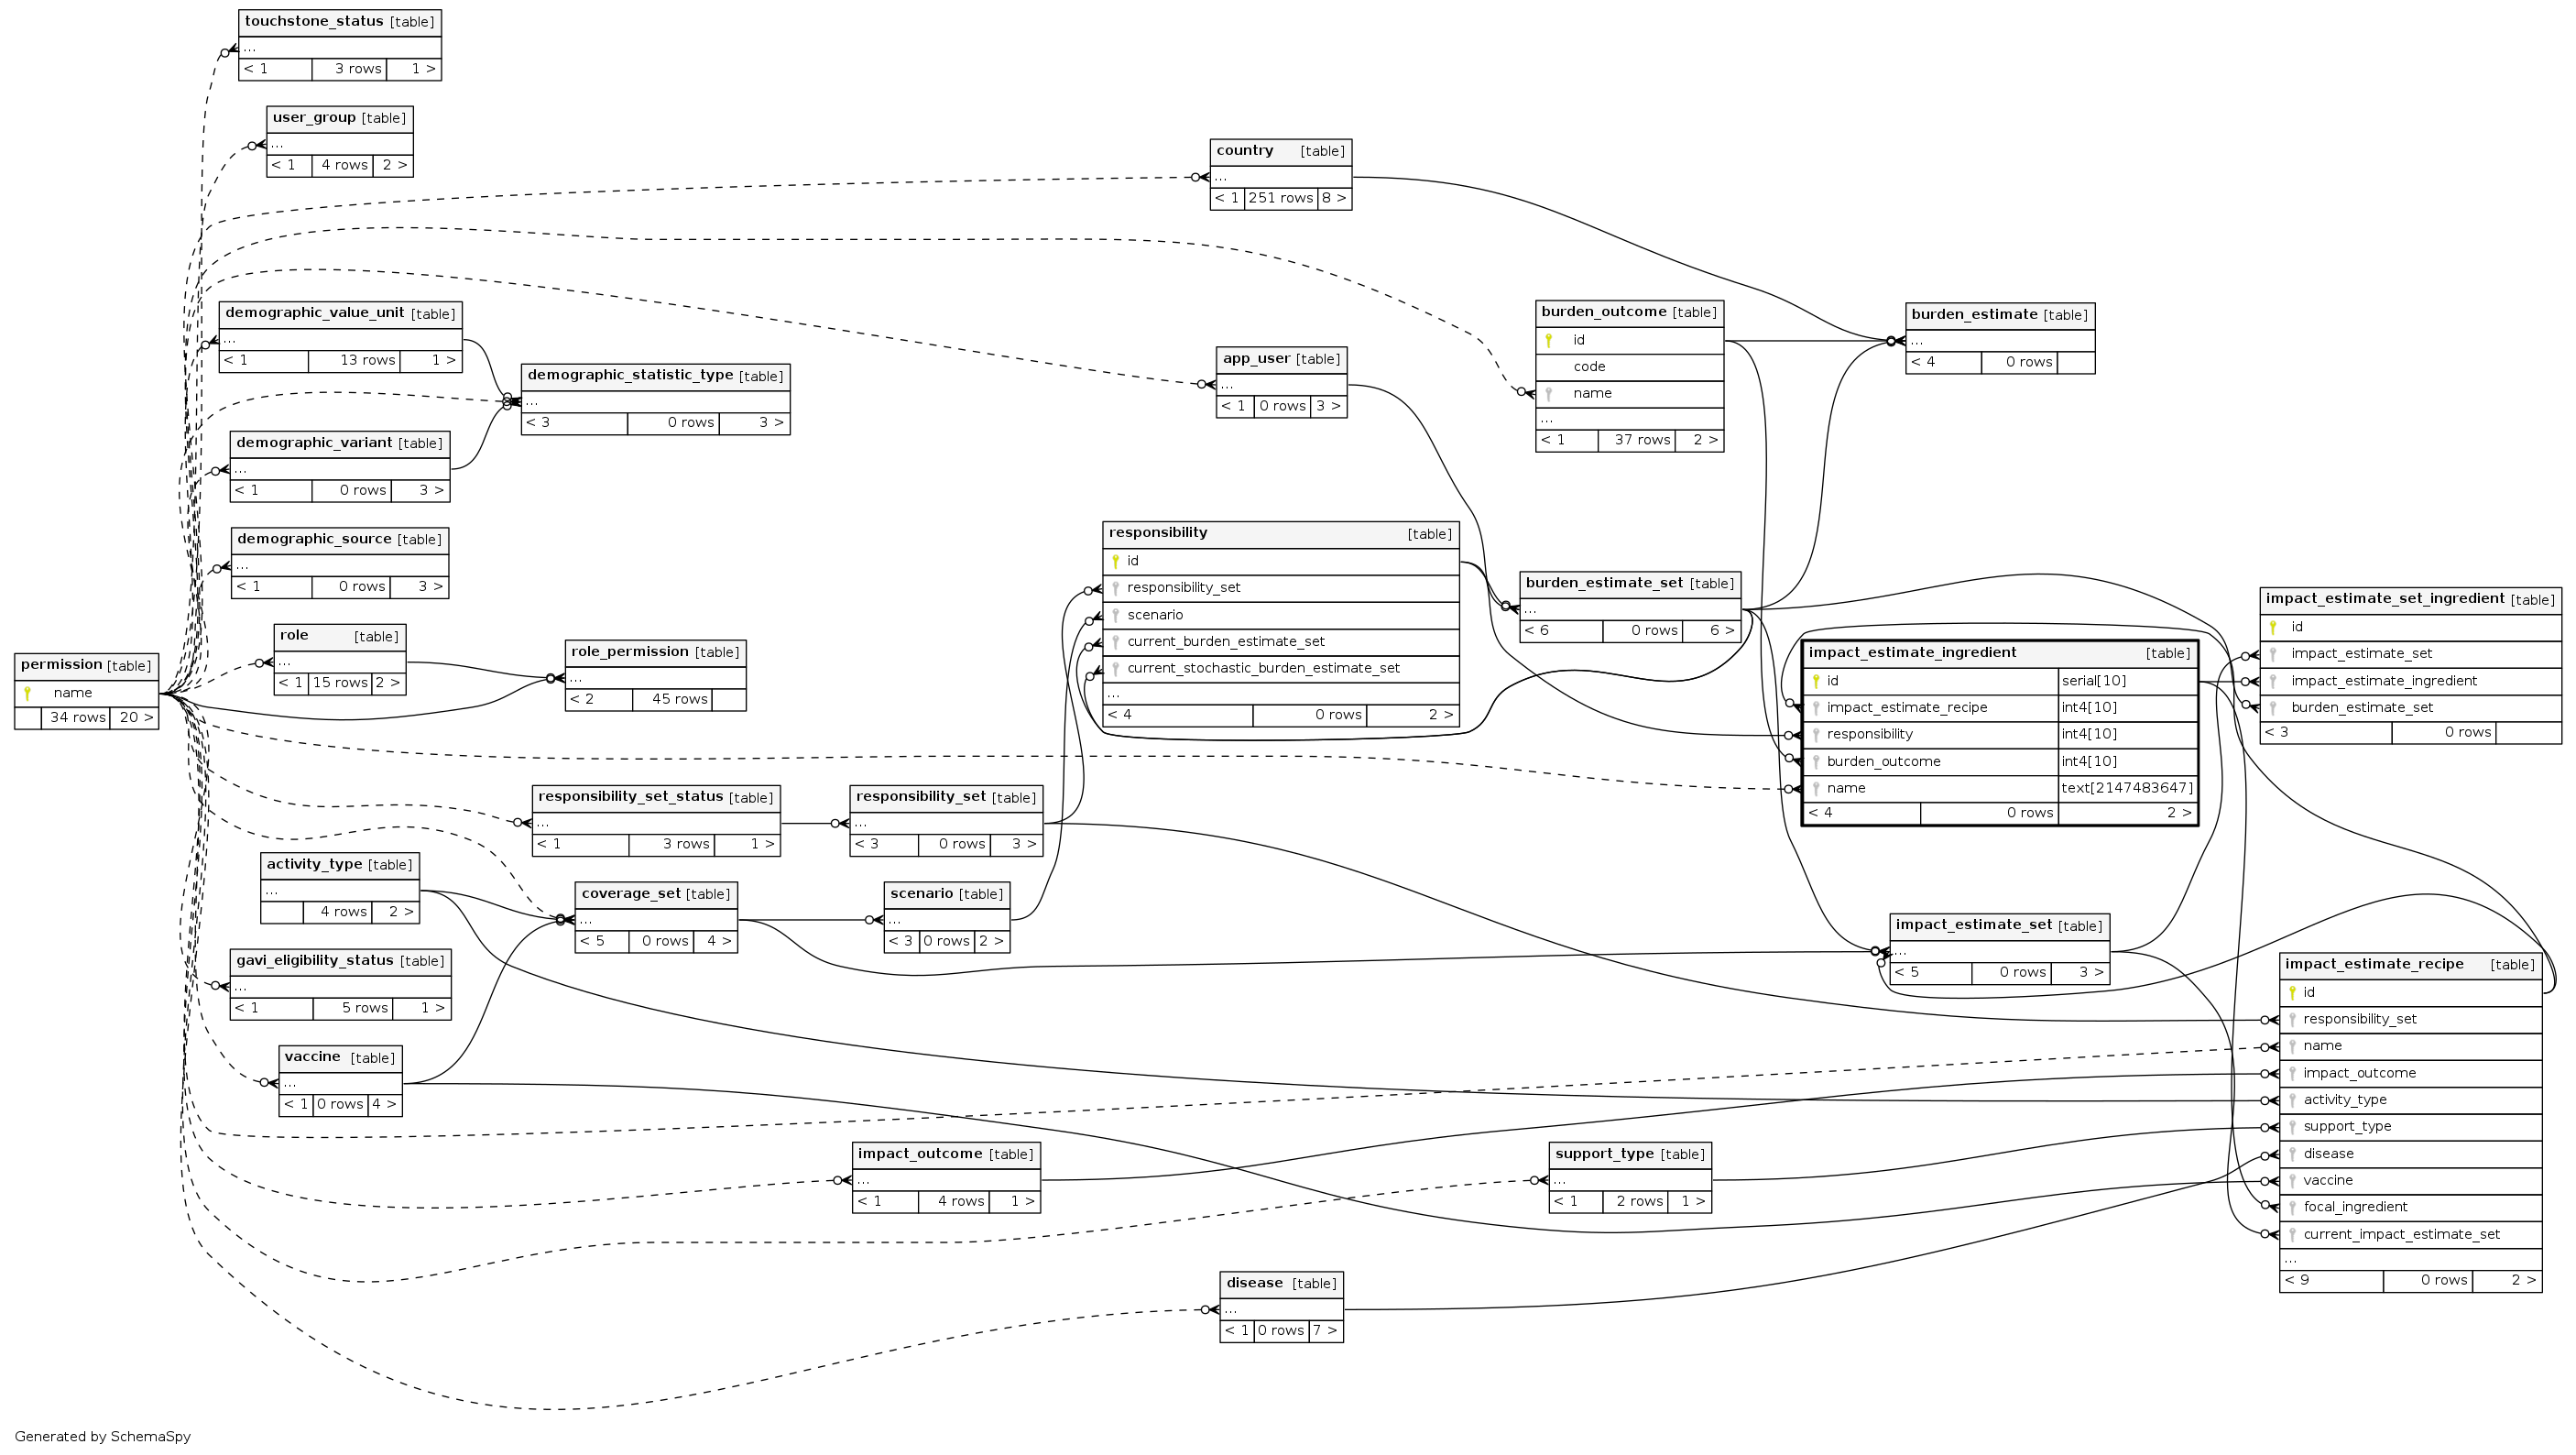 touchstone_status [table]
...
< 1 3 rows 1 >
user_group [table]
...
< 1 4 rows 2 >
country [table]
...
< 1 251 rows 8 >
demographic_value_unit [table]
...
< 1 13 rows 1 >
burden_outcome [table]
id
code
name
...
< 1 37 rows 2 >
burden_estimate [table]
...
< 4 0 rows
app_user [table]
...
< 1 0 rows 3 >
demographic_statistic_type [table]
...
< 3 0 rows 3 >
demographic_variant [table]
...
< 1 0 rows 3 >
demographic_source [table]
...
< 1 0 rows 3 >
responsibility [table]
id
responsibility_set
scenario
current_burden_estimate_set
current_stochastic_burden_estimate_set
...
< 4 0 rows 2 >
burden_estimate_set [table]
...
< 6 0 rows 6 >
impact_estimate_set_ingredient [table]
id
impact_estimate_set
impact_estimate_ingredient
burden_estimate_set
< 3 0 rows
role [table]
...
< 1 15 rows 2 >
role_permission [table]
...
< 2 45 rows
impact_estimate_ingredient [table]
id serial[10]
impact_estimate_recipe int4[10]
responsibility int4[10]
burden_outcome int4[10]
name text[2147483647]
< 4 0 rows 2 >
permission [table]
name
34 rows 20 >
responsibility_set_status [table]
...
< 1 3 rows 1 >
responsibility_set [table]
...
< 3 0 rows 3 >
activity_type [table]
...
4 rows 2 >
coverage_set [table]
...
< 5 0 rows 4 >
scenario [table]
...
< 3 0 rows 2 >
impact_estimate_set [table]
...
< 5 0 rows 3 >
gavi_eligibility_status [table]
...
< 1 5 rows 1 >
impact_estimate_recipe [table]
id
responsibility_set
name
impact_outcome
activity_type
support_type
disease
vaccine
focal_ingredient
current_impact_estimate_set
...
< 9 0 rows 2 >
vaccine [table]
...
< 1 0 rows 4 >
impact_outcome [table]
...
< 1 4 rows 1 >
support_type [table]
...
< 1 2 rows 1 >
disease [table]
...
< 1 0 rows 7 >
Generated by SchemaSpy